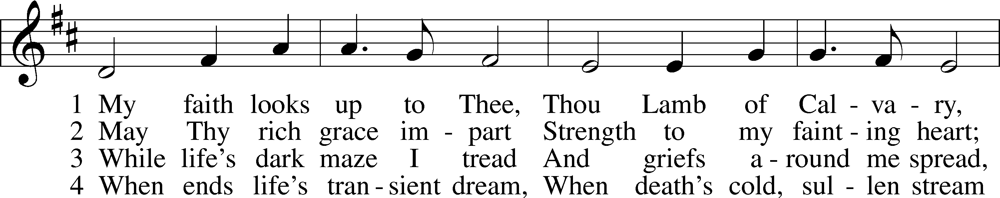 1 My faith looks up to Thee, Thou Lamb of Cal - va - ry,
2 May Thy rich grace im - part Strength to my faint - ing heart;
3 While life's dark maze I tread And griefs a - round me spread,
4 When ends life's tran - sient dream, When death's cold, sul - len stream